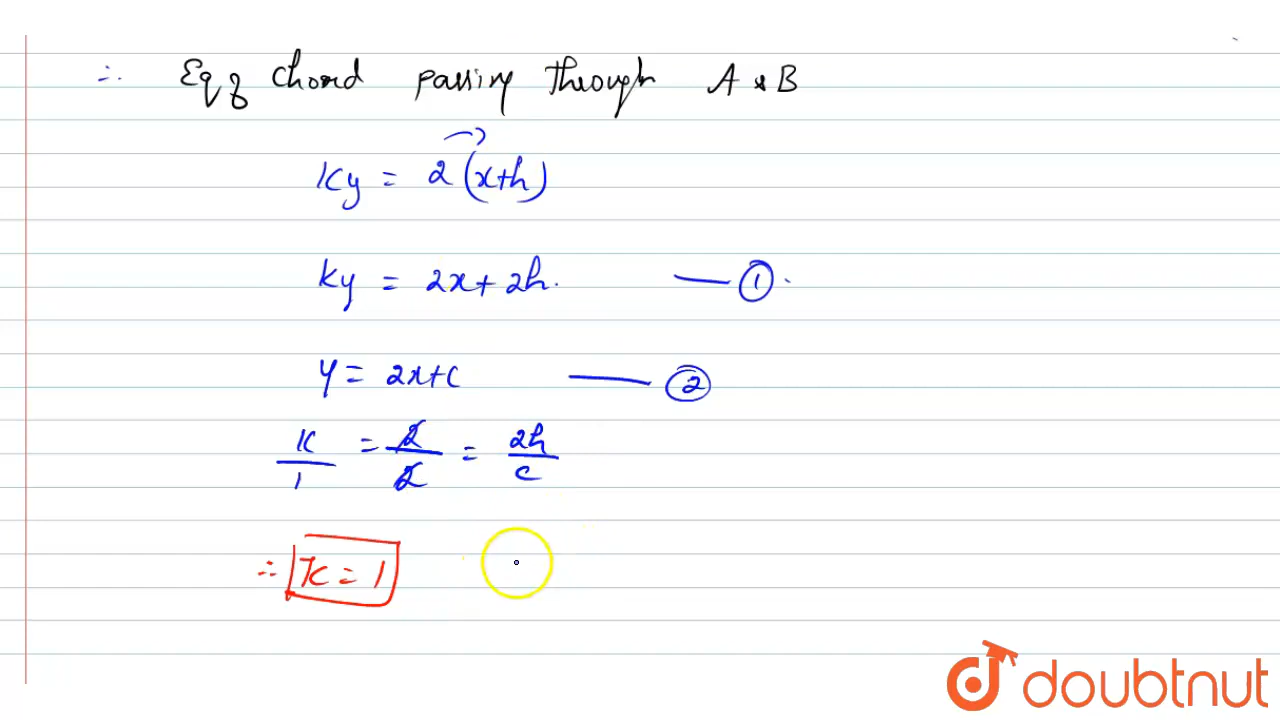 ∴ Eq of chord passing through A & B
ky = 2(x+h)
ky = 2x + 2h. — ①.
y = 2x+c — ②
k/1 = 2/2 = 2h/c
∴ k = 1
doubtnut